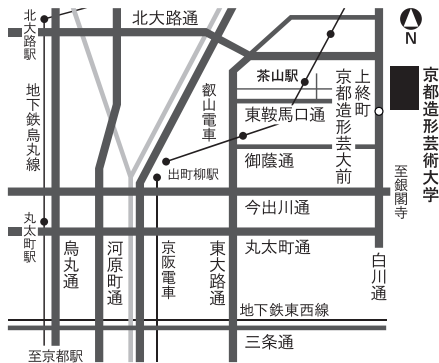 北大路通
N
北大路駅
茶山駅
上終町
京都造形芸大前
京都造形芸術大学
叡山電車
東鞍馬口通
地下鉄烏丸線
御蔭通
出町柳駅
至銀閣寺
今出川通
丸太町駅
丸太町通
烏丸通
河原町通
京阪電車
東大路通
白川通
地下鉄東西線
三条通
至京都駅